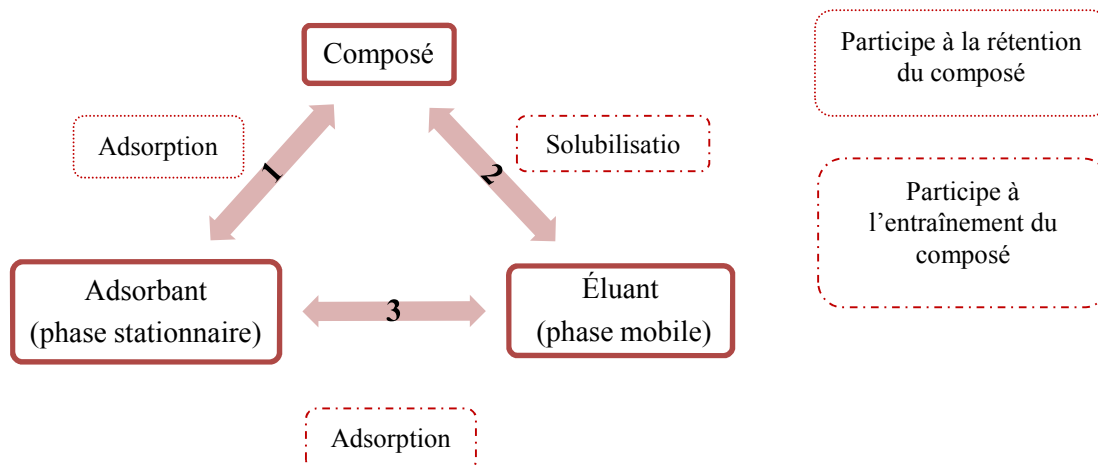 Composé
Participe à la rétention
du composé
Adsorption
Solubilisatio
1
2
Participe à
l’entraînement du
composé
Adsorbant
(phase stationnaire)
3
Éluant
(phase mobile)
Adsorption